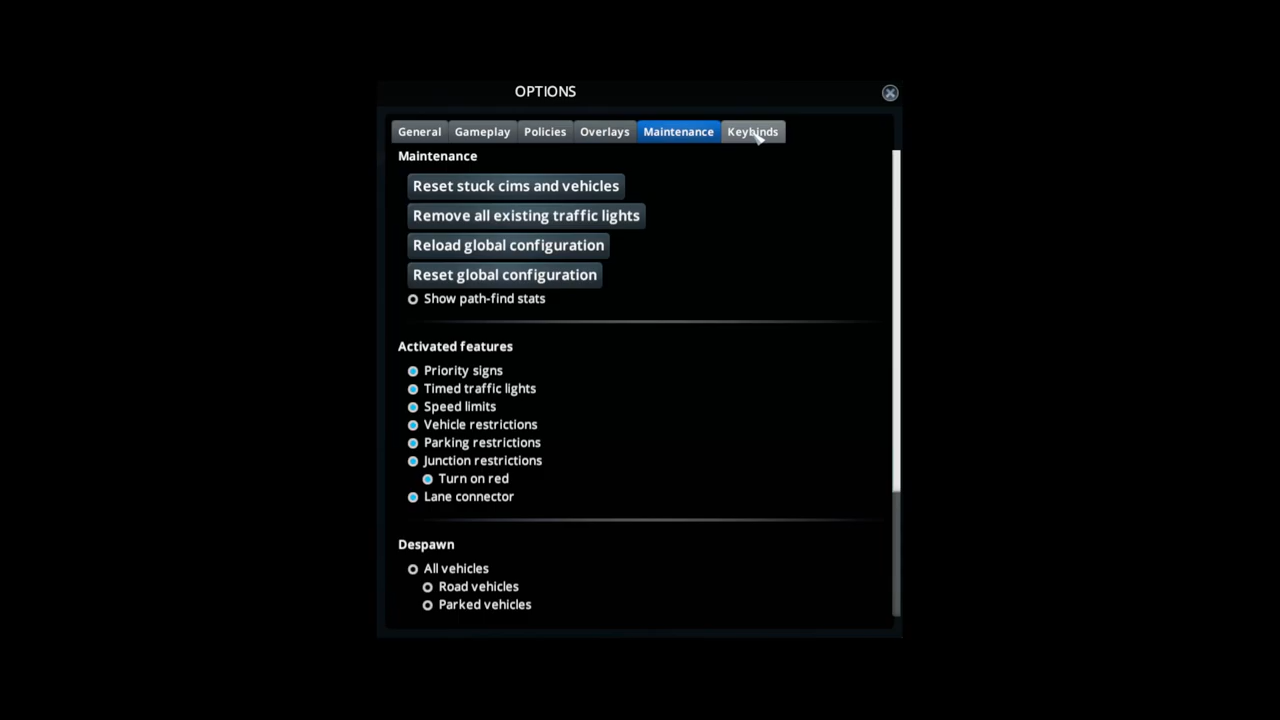 OPTIONS
General Gameplay Policies Overlays Maintenance Keybinds
Maintenance
Reset stuck cims and vehicles
Remove all existing traffic lights
Reload global configuration
Reset global configuration
Show path-find stats
Activated features
Priority signs
Timed traffic lights
Speed limits
Vehicle restrictions
Parking restrictions
Junction restrictions
Turn on red
Lane connector
Despawn
All vehicles
Road vehicles
Parked vehicles